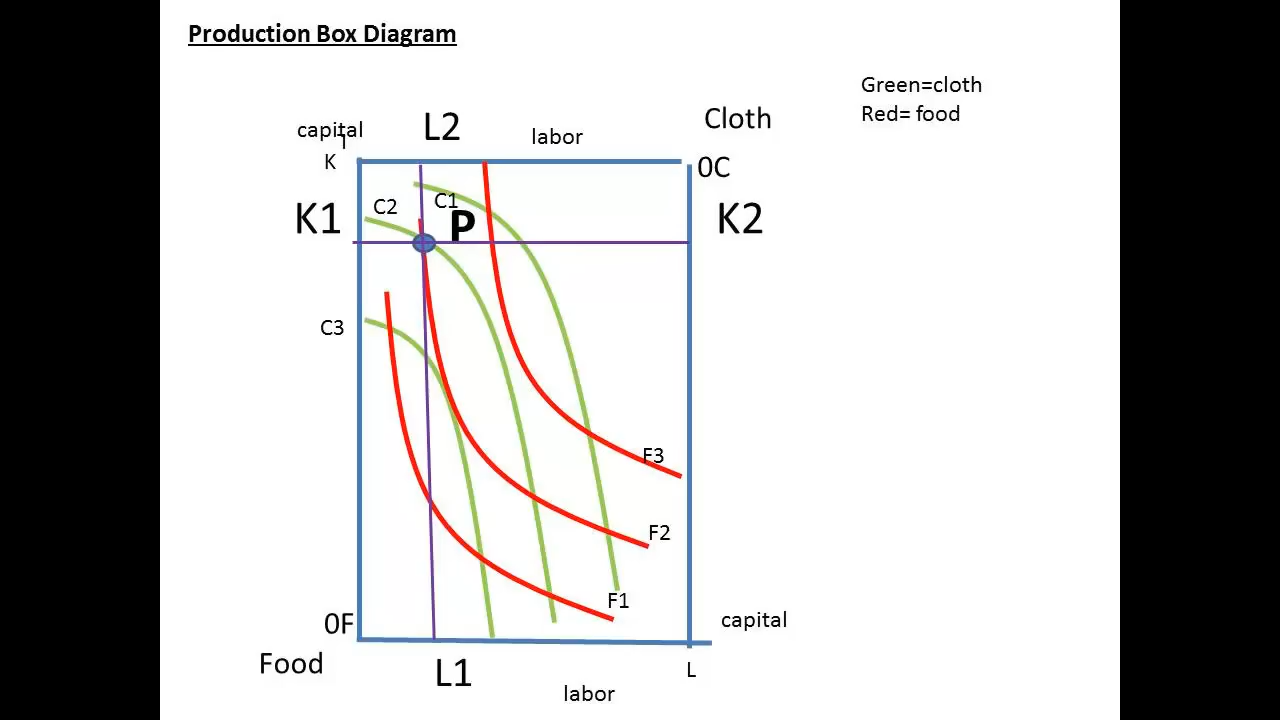 Production Box Diagram
Green=cloth
Red= food
Cloth
capital
L2
labor
T
K
0C
K1
C2
C1
P
K2
C3
F3
F2
F1
0F
capital
Food
L1
L
labor